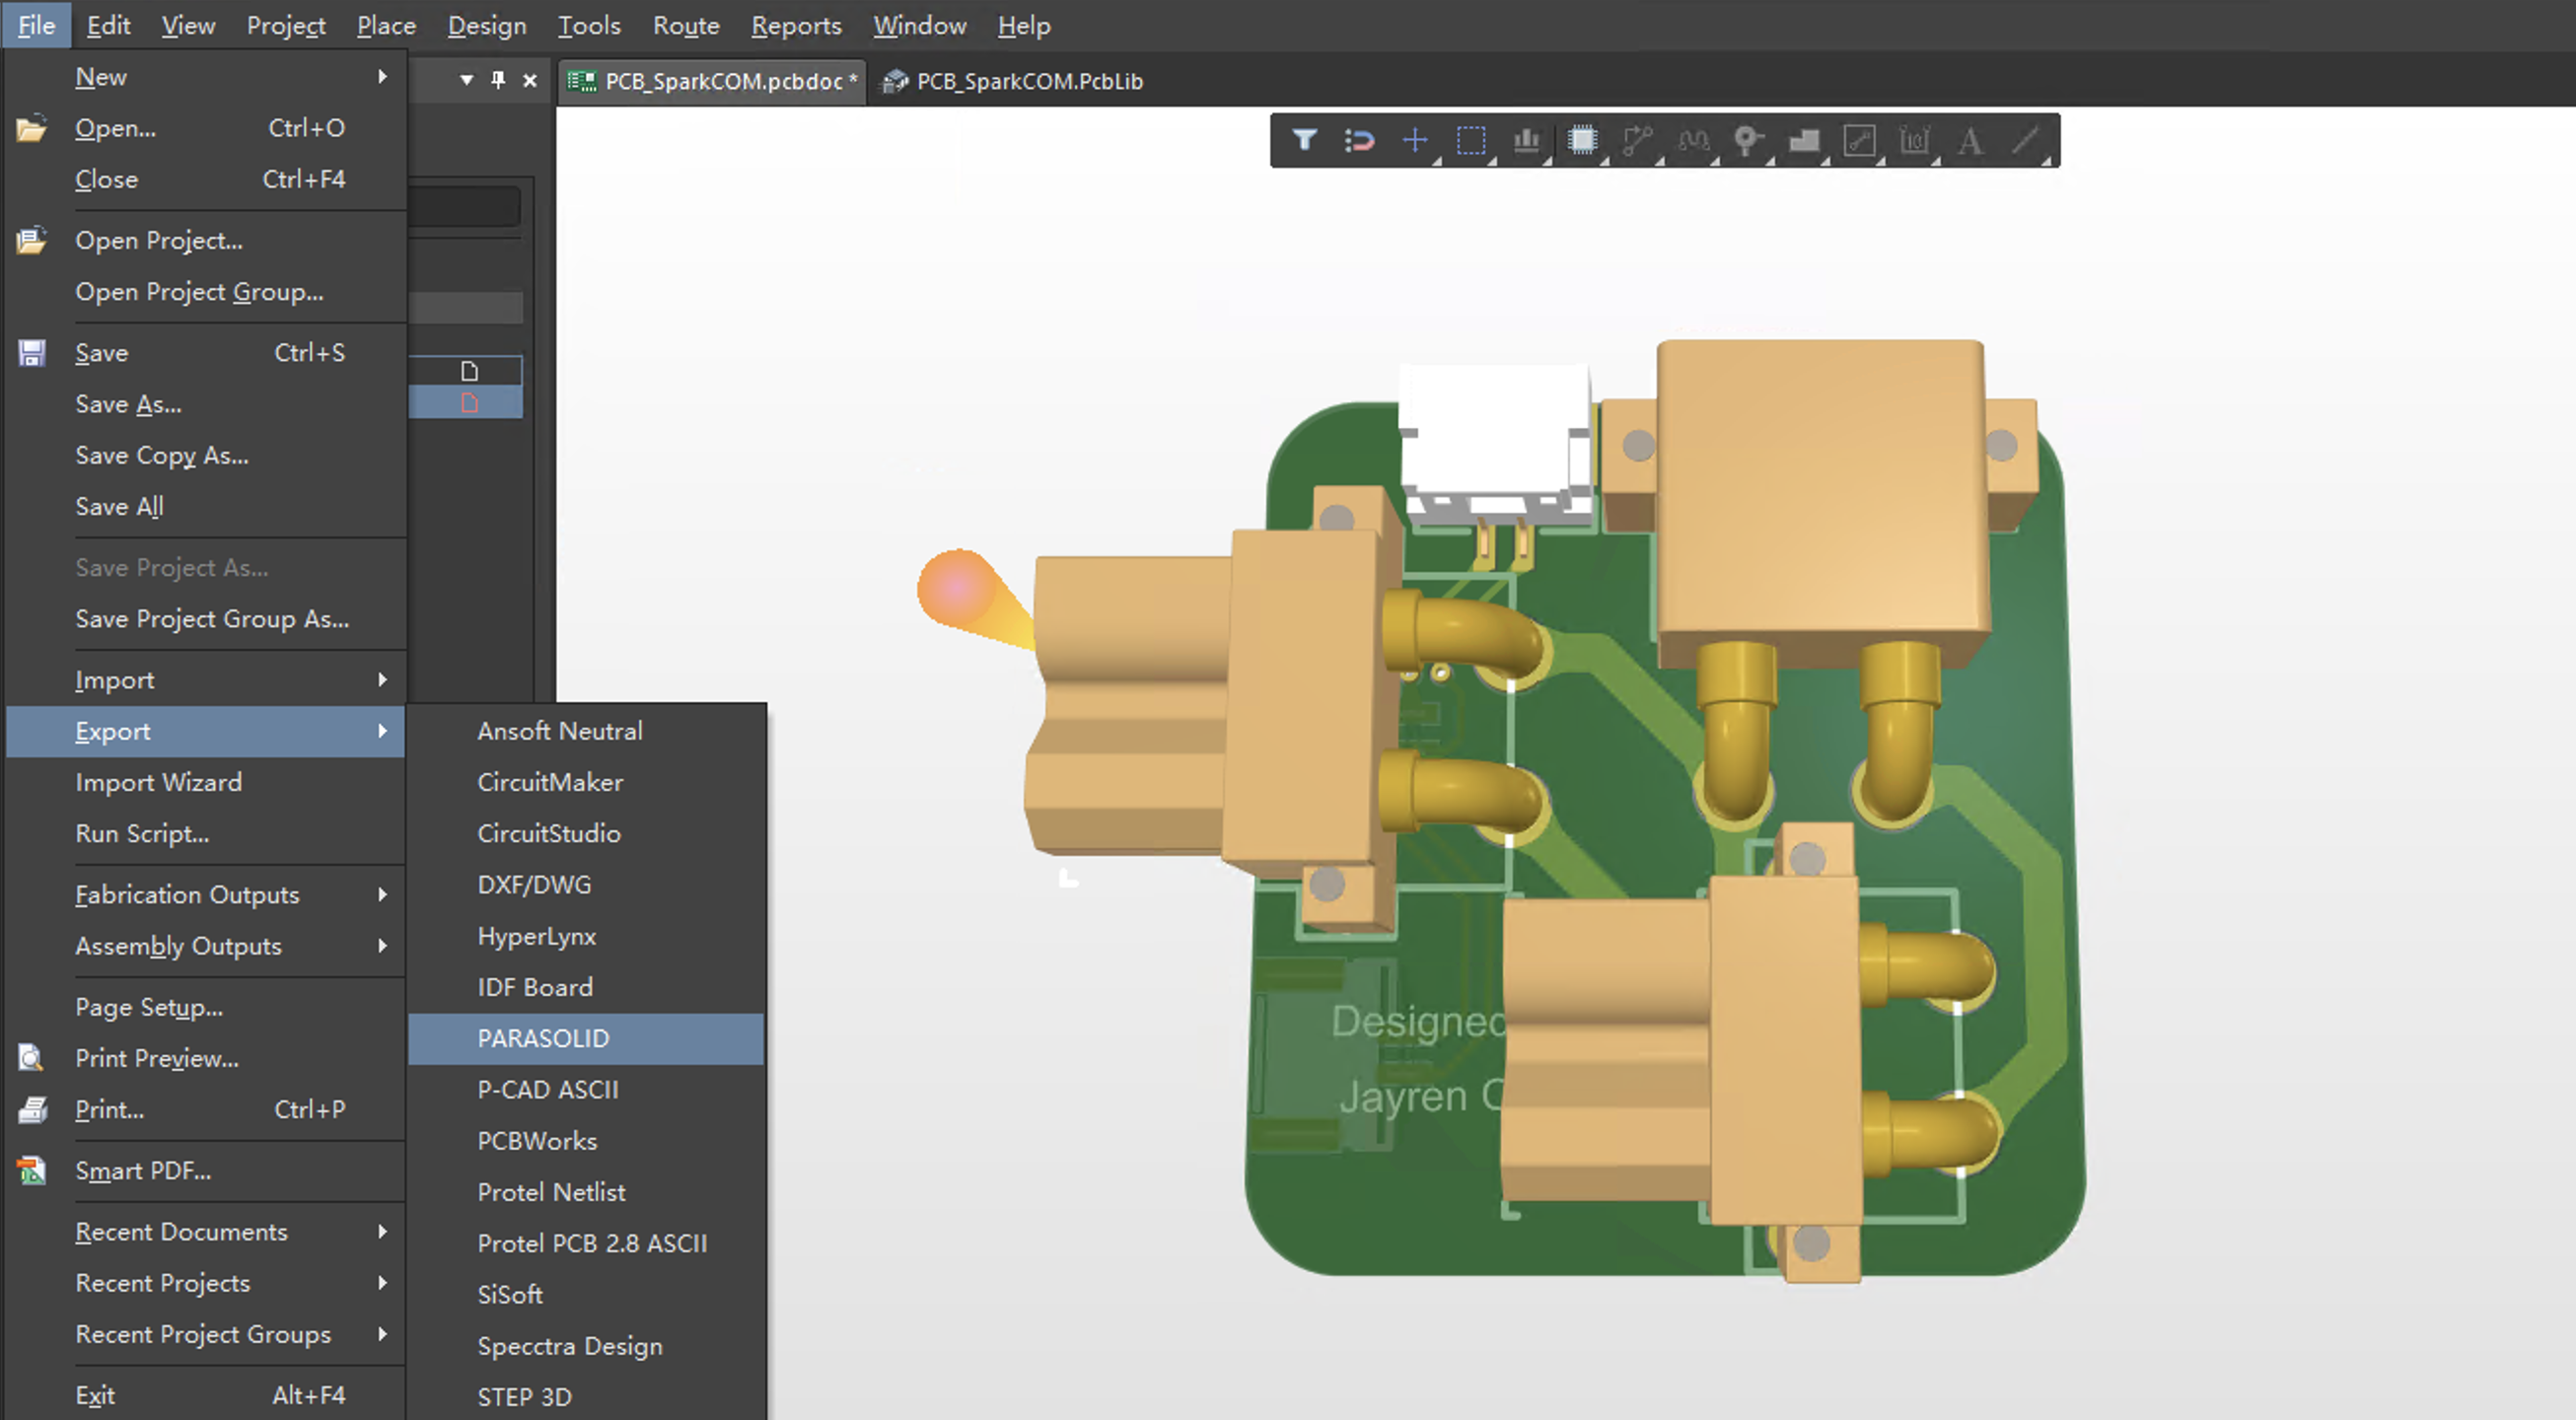 File Edit View Project Place Design Tools Route Reports Window Help
PCB_SparkCOM.pcbdoc * PCB_SparkCOM.PcbLib
New
Open... Ctrl+O
Close Ctrl+F4
Open Project...
Open Project Group...
Save Ctrl+S
Save As...
Save Copy As...
Save All
Save Project As...
Save Project Group As...
Import
Export
Import Wizard
Run Script...
Fabrication Outputs
Assembly Outputs
Page Setup...
Print Preview...
Print... Ctrl+P
Smart PDF...
Recent Documents
Recent Projects
Recent Project Groups
Exit Alt+F4
Ansoft Neutral
CircuitMaker
CircuitStudio
DXF/DWG
HyperLynx
IDF Board
PARASOLID
P-CAD ASCII
PCBWorks
Protel Netlist
Protel PCB 2.8 ASCII
SiSoft
Specctra Design
STEP 3D
Designed
Jayren C